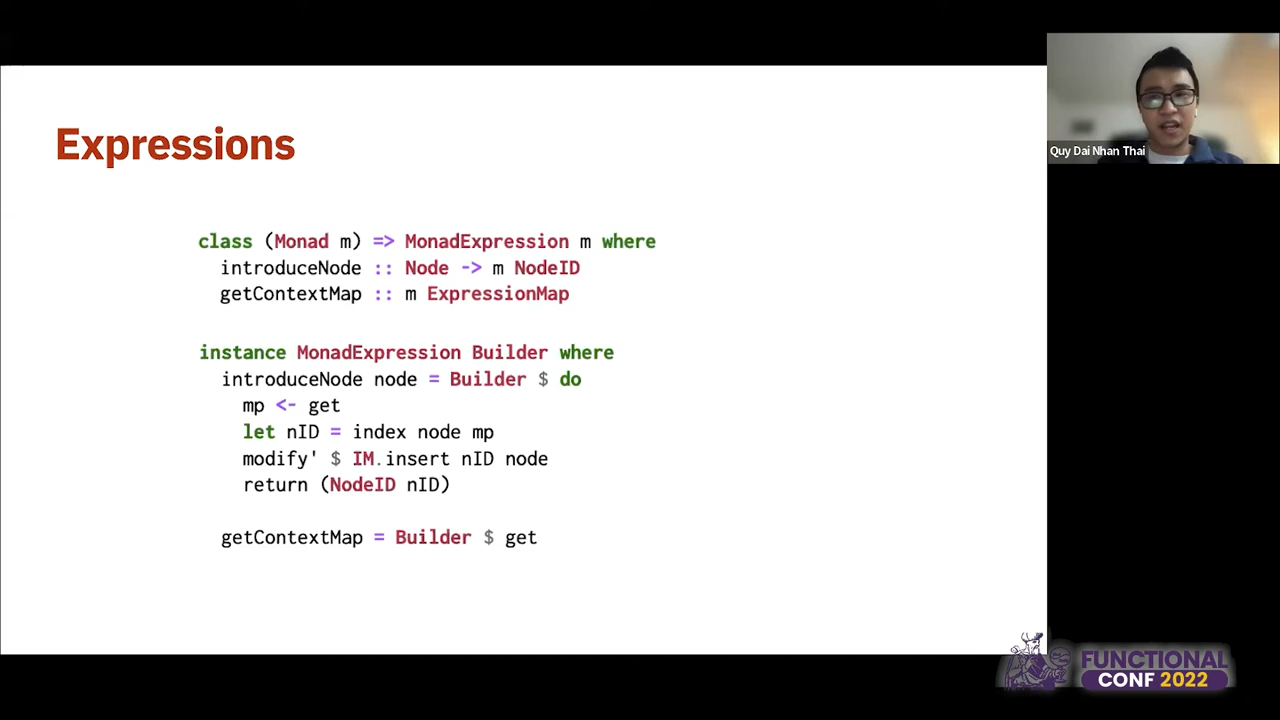 Expressions
class (Monad m) => MonadExpression m where
introduceNode :: Node -> m NodeID
getContextMap :: m ExpressionMap
instance MonadExpression Builder where
introduceNode node = Builder $ do
mp <- get
let nID = index node mp
modify' $ IM.insert nID node
return (NodeID nID)
getContextMap = Builder $ get
Quy Dai Nhan Thai
FUNCTIONAL
CONF 2022